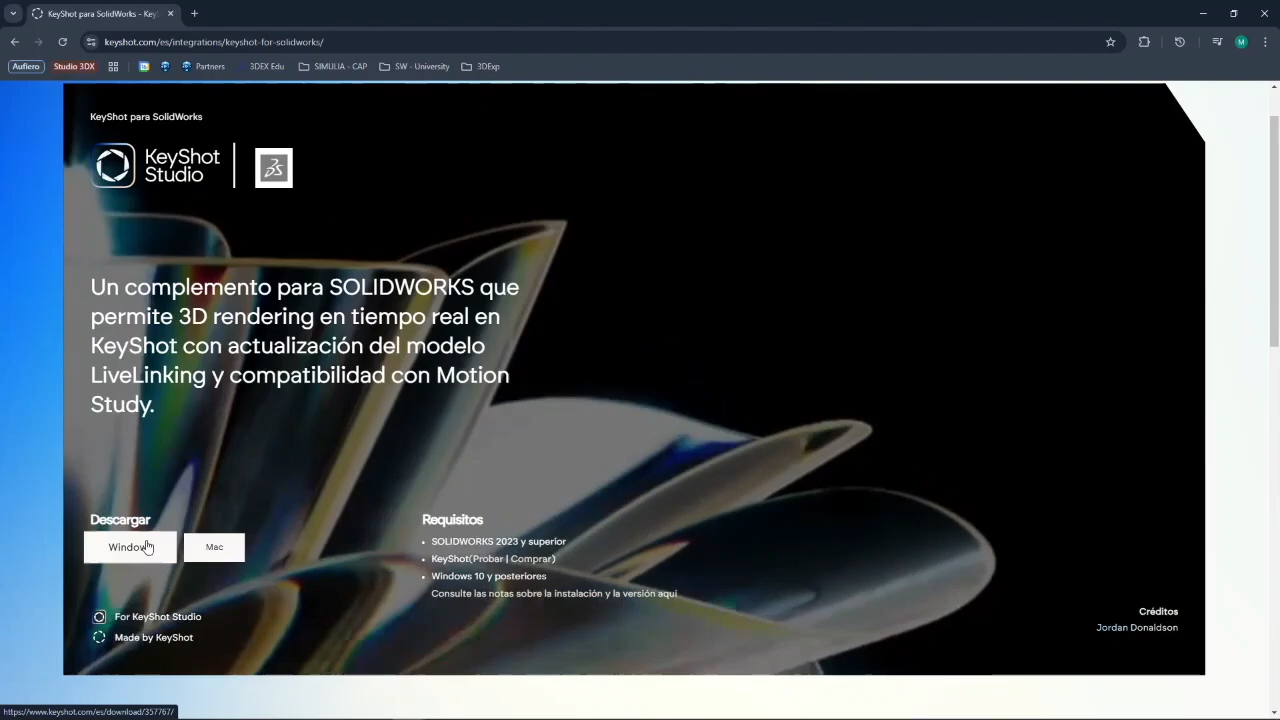 KeyShot para SolidWorks - Key
keyshot.com/es/integrations/keyshot-for-solidworks/
M
Aufiero
Studio 3DX
Partners
3DEX Edu
SIMULIA - CAP
SW - University
3DExp
KeyShot para SolidWorks
KeyShot
Studio
Un complemento para SOLIDWORKS que
permite 3D rendering en tiempo real en
KeyShot con actualización del modelo
LiveLinking y compatibilidad con Motion
Study.
Descargar
Requisitos
Mac
• SOLIDWORKS 2023 y superior
• KeyShot(Probar | Comprar)
• Windows 10 y posteriores
Consulte las notas sobre la instalación y la versión aquí
For KeyShot Studio
Made by KeyShot
Créditos
Jordan Donaldson
https://www.keyshot.com/es/download/357767/